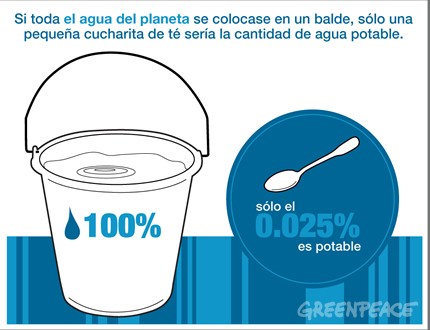 Si toda el agua del planeta se colocase en un balde, sólo una
pequeña cucharita de té sería la cantidad de agua potable.
100%
sólo el
0.025%
es potable
GREENPEACE